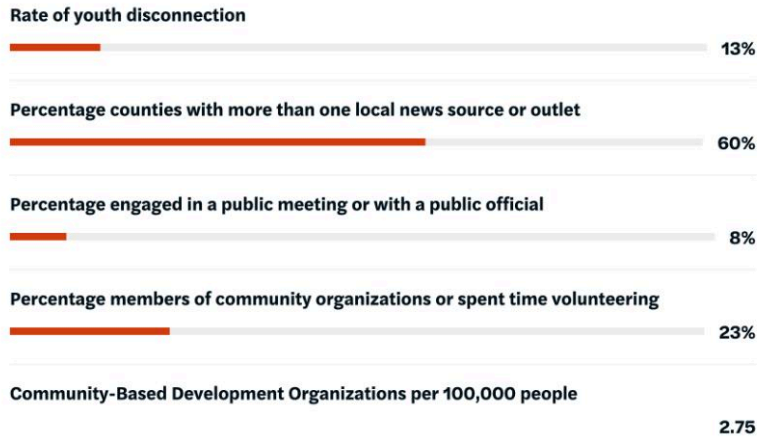 Rate of youth disconnection
13%
Percentage counties with more than one local news source or outlet
60%
Percentage engaged in a public meeting or with a public official
8%
Percentage members of community organizations or spent time volunteering
23%
Community-Based Development Organizations per 100,000 people
2.75